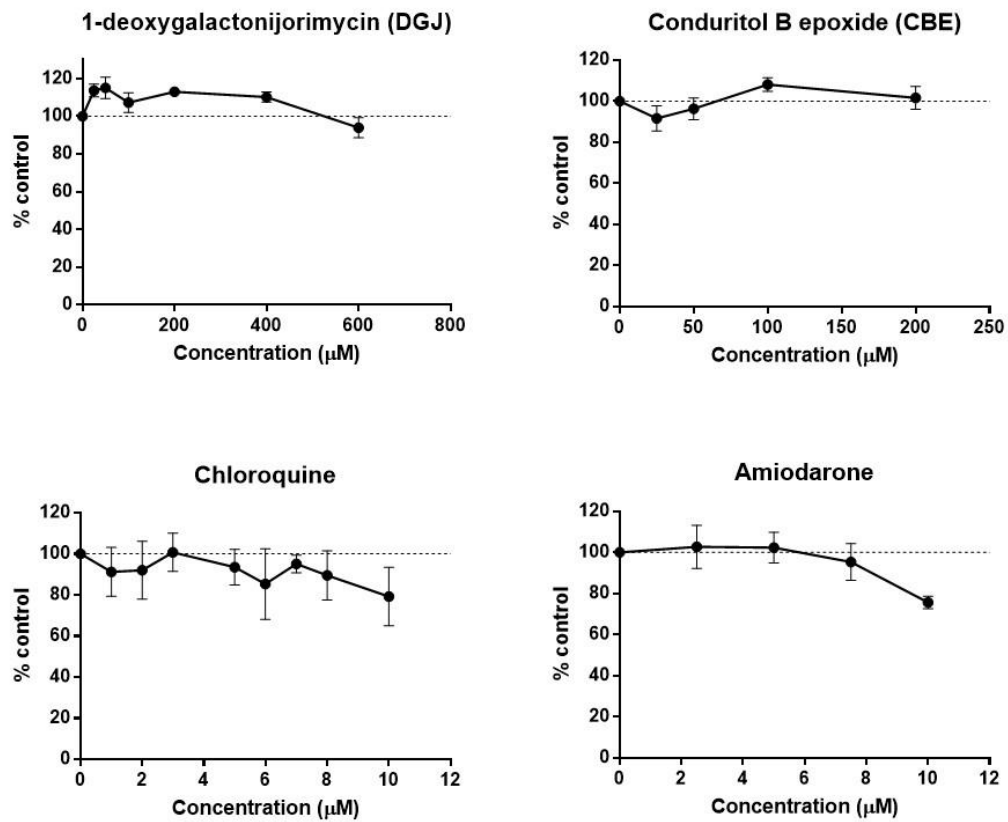 1-deoxygalactonijorimycin (DGJ)
% control
120
100
80
60
40
20
0
0 200 400 600 800
Concentration (μM)
Conduritol B epoxide (CBE)
% control
120
100
80
60
40
20
0
0 50 100 150 200 250
Concentration (μM)
Chloroquine
% control
120
100
80
60
40
20
0
0 2 4 6 8 10 12
Concentration (μM)
Amiodarone
% control
120
100
80
60
40
20
0
0 2 4 6 8 10 12
Concentration (μM)